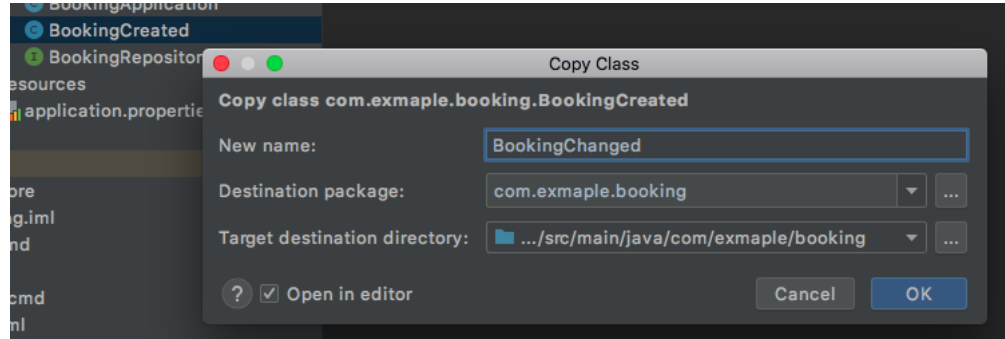 BookingApplication
BookingCreated
BookingRepositor
esources
application.propertie
ore
g.iml
nd
cmd
ml
Copy Class
Copy class com.exmaple.booking.BookingCreated
New name: BookingChanged
Destination package: com.exmaple.booking ...
Target destination directory: .../src/main/java/com/exmaple/booking ...
? Open in editor Cancel OK